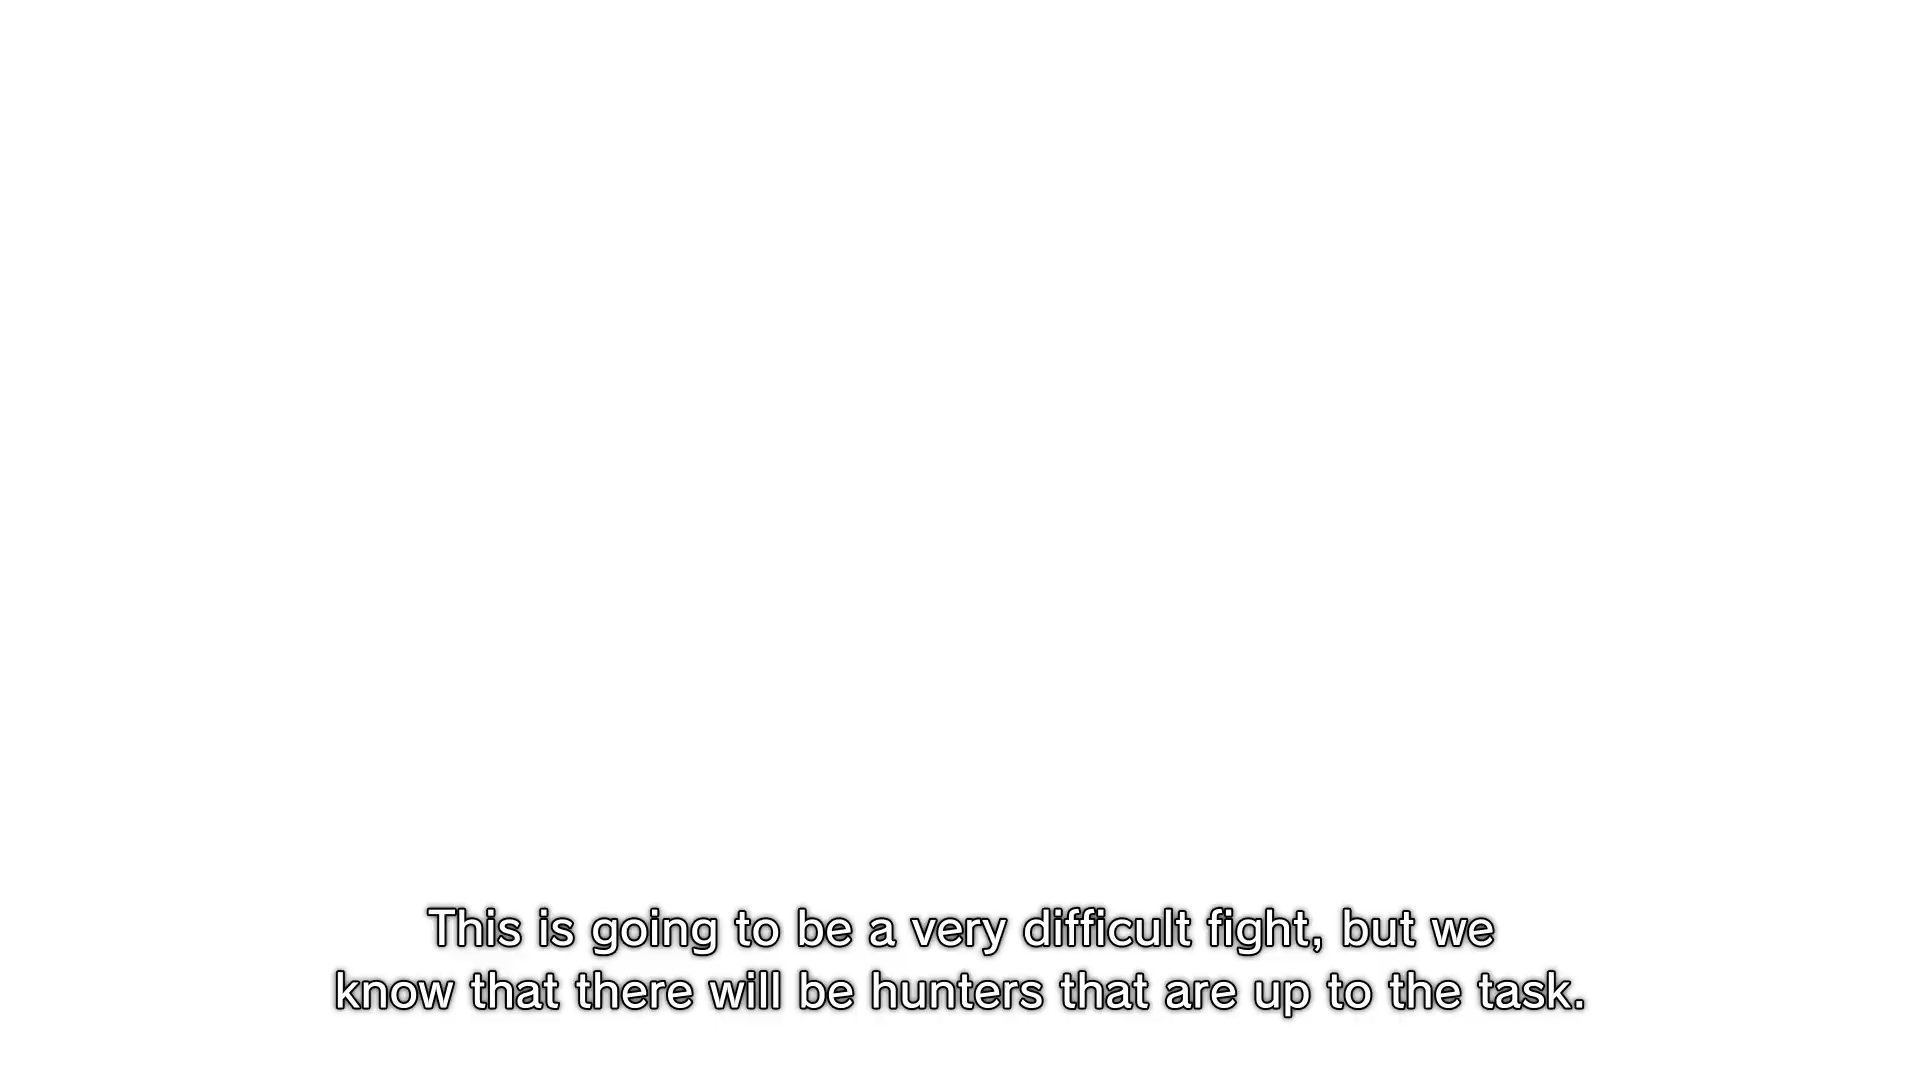 This is going to be a very difficult fight, but we
know that there will be hunters that are up to the task.